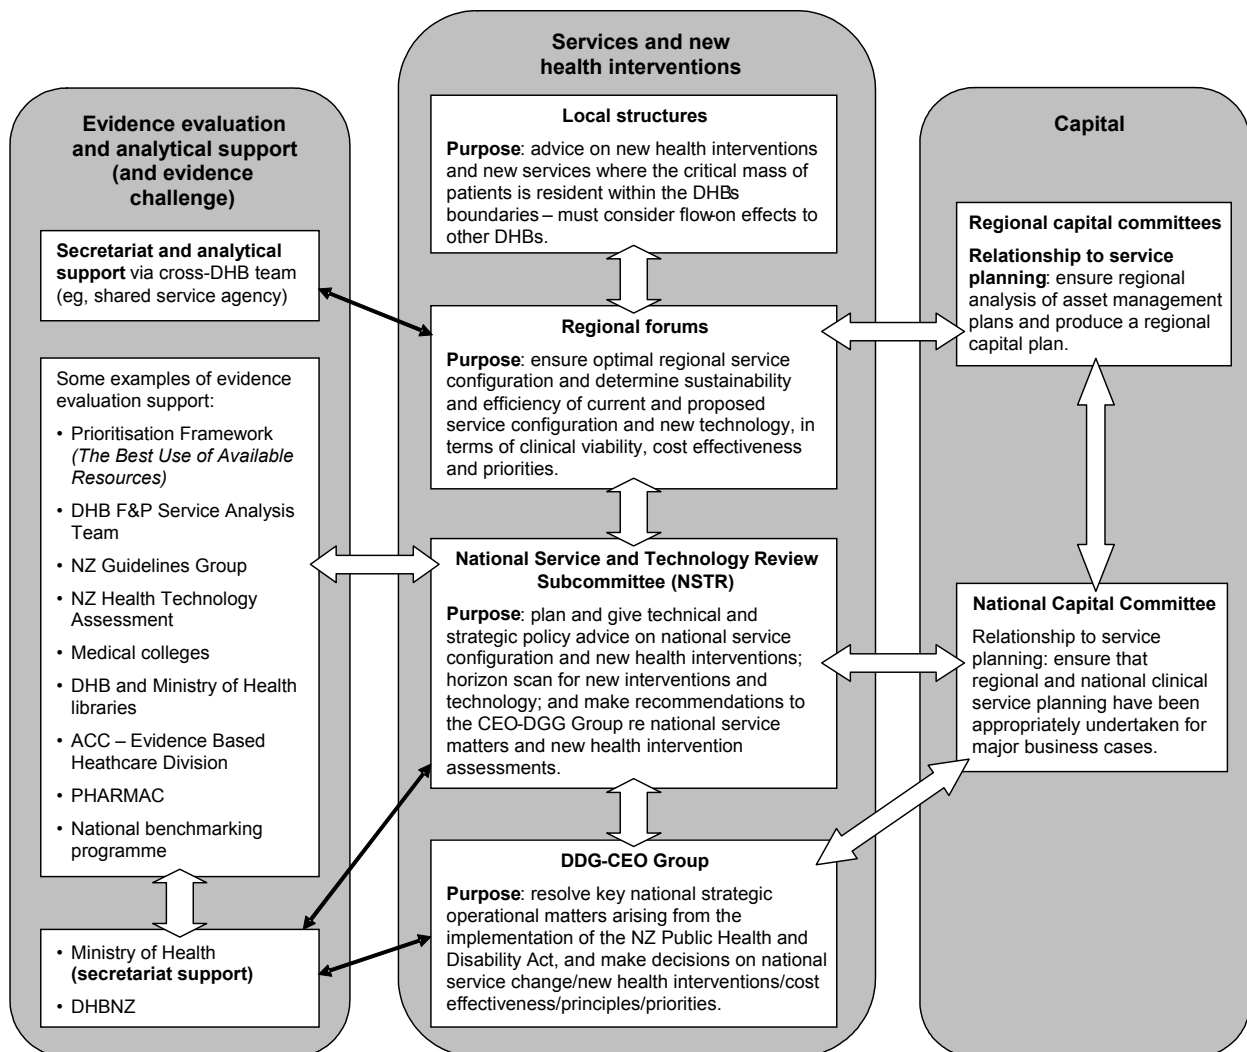 Services and new
health interventions
Evidence evaluation
and analytical support
(and evidence
challenge)
Secretariat and analytical
support via cross-DHB team
(eg, shared service agency)
Some examples of evidence
evaluation support:
• Prioritisation Framework
(The Best Use of Available
Resources)
• DHB F&P Service Analysis
Team
• NZ Guidelines Group
• NZ Health Technology
Assessment
• Medical colleges
• DHB and Ministry of Health
libraries
• ACC – Evidence Based
Heathcare Division
• PHARMAC
• National benchmarking
programme
• Ministry of Health
(secretariat support)
• DHBNZ
Local structures
Purpose: advice on new health interventions
and new services where the critical mass of
patients is resident within the DHBs
boundaries – must consider flow-on effects to
other DHBs.
Regional forums
Purpose: ensure optimal regional service
configuration and determine sustainability
and efficiency of current and proposed
service configuration and new technology, in
terms of clinical viability, cost effectiveness
and priorities.
National Service and Technology Review
Subcommittee (NSTR)
Purpose: plan and give technical and
strategic policy advice on national service
configuration and new health interventions;
horizon scan for new interventions and
technology; and make recommendations to
the CEO-DGG Group re national service
matters and new health intervention
assessments.
DDG-CEO Group
Purpose: resolve key national strategic
operational matters arising from the
implementation of the NZ Public Health and
Disability Act, and make decisions on national
service change/new health interventions/cost
effectiveness/principles/priorities.
Capital
Regional capital committees
Relationship to service
planning: ensure regional
analysis of asset management
plans and produce a regional
capital plan.
National Capital Committee
Relationship to service
planning: ensure that
regional and national clinical
service planning have been
appropriately undertaken for
major business cases.